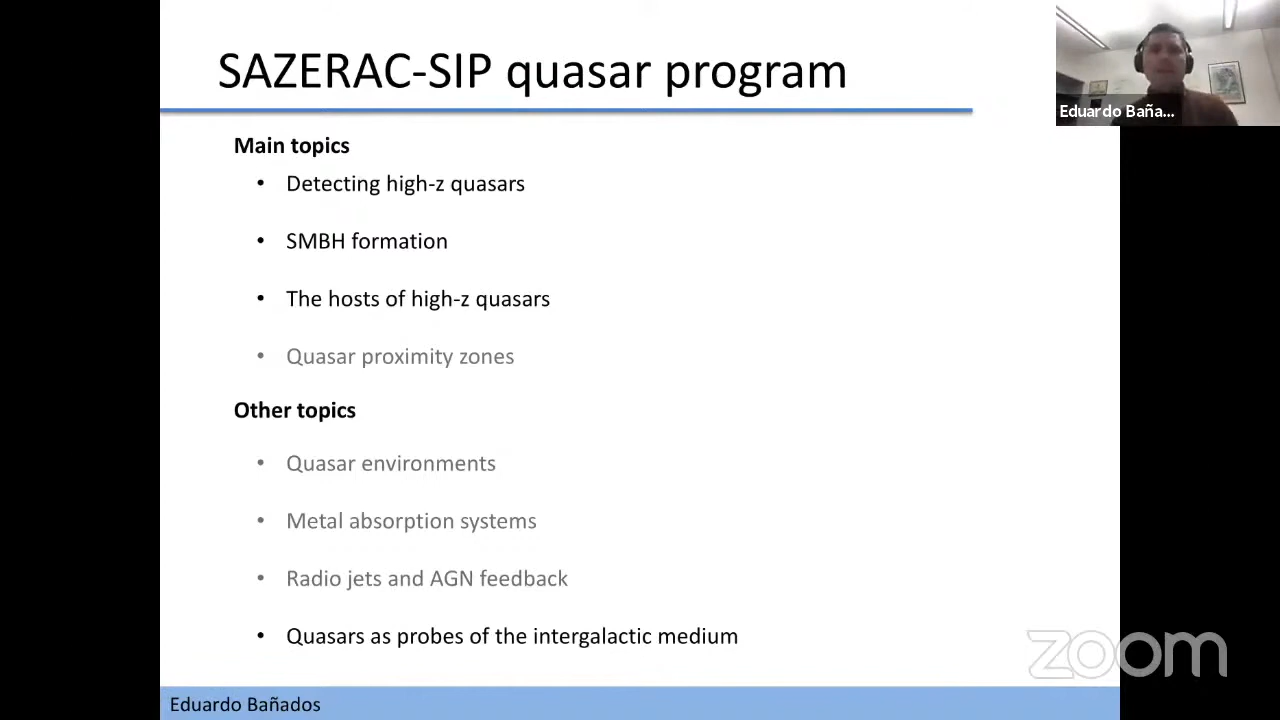 SAZERAC-SIP quasar program
Eduardo Baña...
Main topics
• Detecting high-z quasars
• SMBH formation
• The hosts of high-z quasars
• Quasar proximity zones
Other topics
• Quasar environments
• Metal absorption systems
• Radio jets and AGN feedback
• Quasars as probes of the intergalactic medium
zoom
Eduardo Bañados